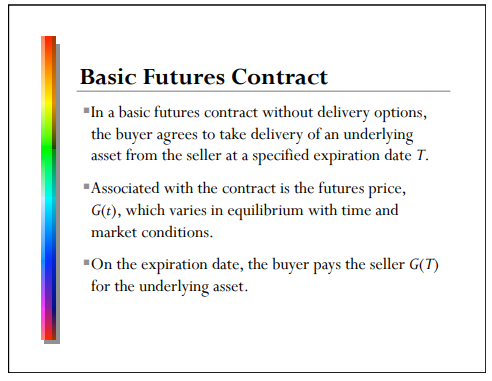 Basic Futures Contract
▪In a basic futures contract without delivery options,
the buyer agrees to take delivery of an underlying
asset from the seller at a specified expiration date T.
▪Associated with the contract is the futures price,
G(t), which varies in equilibrium with time and
market conditions.
▪On the expiration date, the buyer pays the seller G(T)
for the underlying asset.